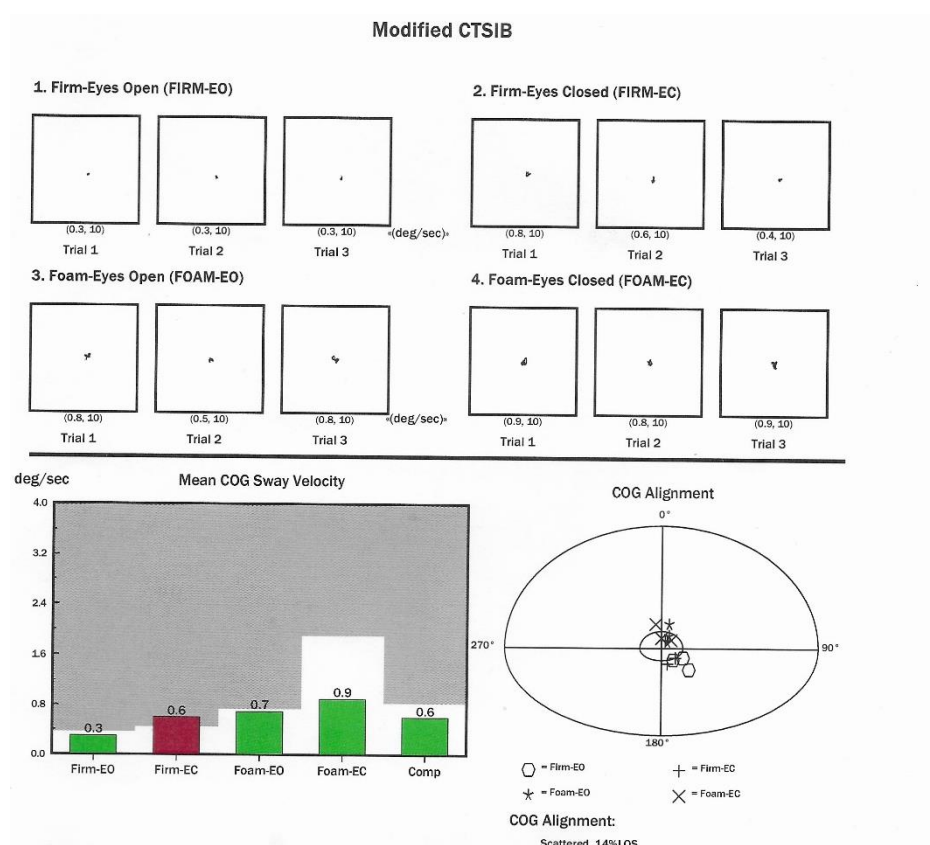 Modified CTSIB
1. Firm-Eyes Open (FIRM-EO)
2. Firm-Eyes Closed (FIRM-EC)
(0.3, 10) (0.3, 10) (0.3, 10) «(deg/sec)» (0.8, 10) (0.6, 10) (0.4, 10)
Trial 1 Trial 2 Trial 3 Trial 1 Trial 2 Trial 3
3. Foam-Eyes Open (FOAM-EO)
4. Foam-Eyes Closed (FOAM-EC)
(0.8, 10) (0.5, 10) (0.8, 10) «(deg/sec)» (0.9, 10) (0.8, 10) (0.9, 10)
Trial 1 Trial 2 Trial 3 Trial 1 Trial 2 Trial 3
deg/sec
Mean COG Sway Velocity
4.0
3.2
2.4
1.6
0.8
0.0
0.3 0.6 0.7 0.9 0.6
Firm-EO Firm-EC Foam-EO Foam-EC Comp
COG Alignment
0°
270° 90°
180°
= Firm-EO = Firm-EC
= Foam-EO = Foam-EC
COG Alignment:
Scattered, 14%LOS